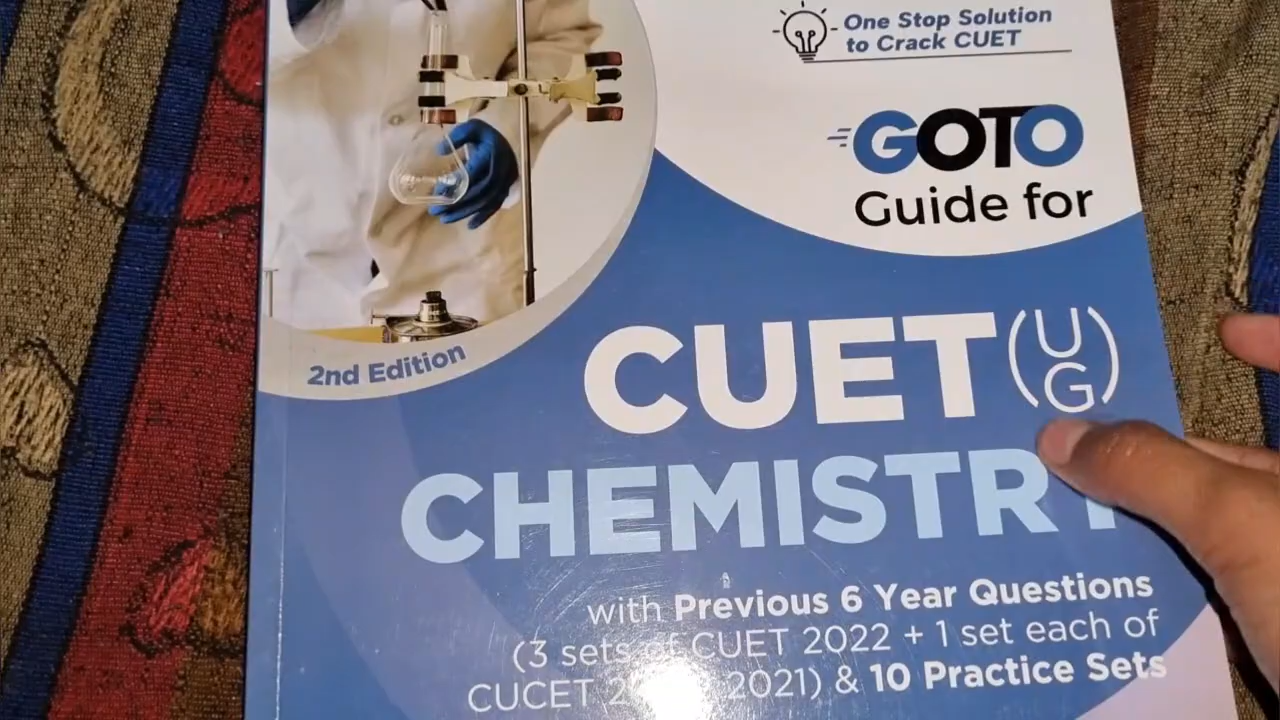 One Stop Solution
to Crack CUET
GOTO
Guide for
2nd Edition
CUET (UG)
CHEMISTRY
with Previous 6 Year Questions
(3 sets of CUET 2022 + 1 set each of
CUCET 2021) & 10 Practice Sets